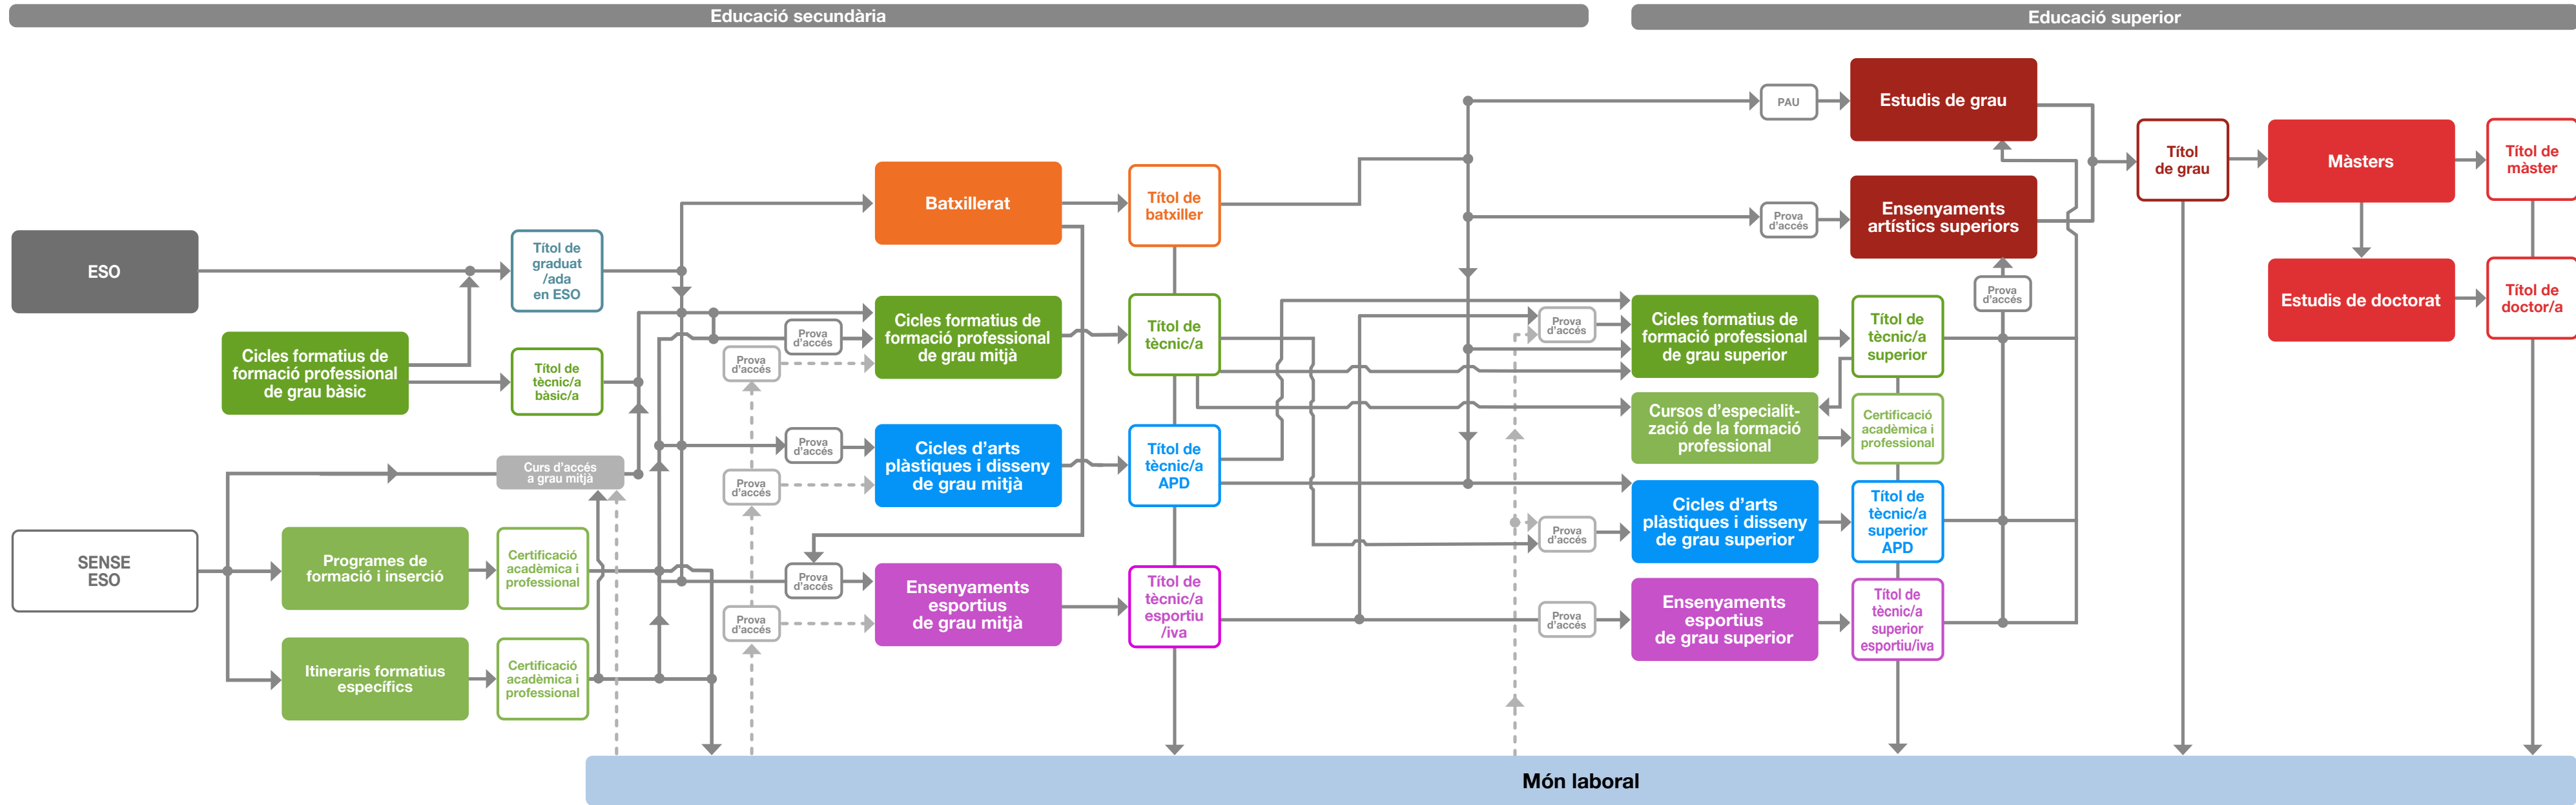 Educació secundària
Educació superior
ESO
Cicles formatius de
formació professional
de grau bàsic
SENSE
ESO
Programes de
formació i inserció
Itineraris formatius
específics
Títol de
graduat
/ada
en ESO
Títol de
tècnic/a
bàsic/a
Curs d'accés
a grau mitjà
Certificació
acadèmica i
professional
Certificació
acadèmica i
professional
Prova
d'accés
Prova
d'accés
Prova
d'accés
Prova
d'accés
Prova
d'accés
Prova
d'accés
Batxillerat
Cicles formatius de
formació professional
de grau mitjà
Cicles d'arts
plàstiques i disseny
de grau mitjà
Ensenyaments
esportius
de grau mitjà
Títol de
batxiller
Títol de
tècnic/a
Títol de
tècnic/a
APD
Títol de
tècnic/a
esportiu
/iva
PAU
Prova
d'accés
Prova
d'accés
Prova
d'accés
Prova
d'accés
Estudis de grau
Ensenyaments
artístics superiors
Prova
d'accés
Cicles formatius de
formació professional
de grau superior
Cursos d'especialit-
zació de la formació
professional
Cicles d'arts
plàstiques i disseny
de grau superior
Ensenyaments
esportius
de grau superior
Títol de
tècnic/a
superior
Certificació
acadèmica i
professional
Títol de
tècnic/a
superior
APD
Títol de
tècnic/a
superior
esportiu/iva
Títol
de grau
Màsters
Estudis de doctorat
Títol de
màster
Títol de
doctor/a
Món laboral